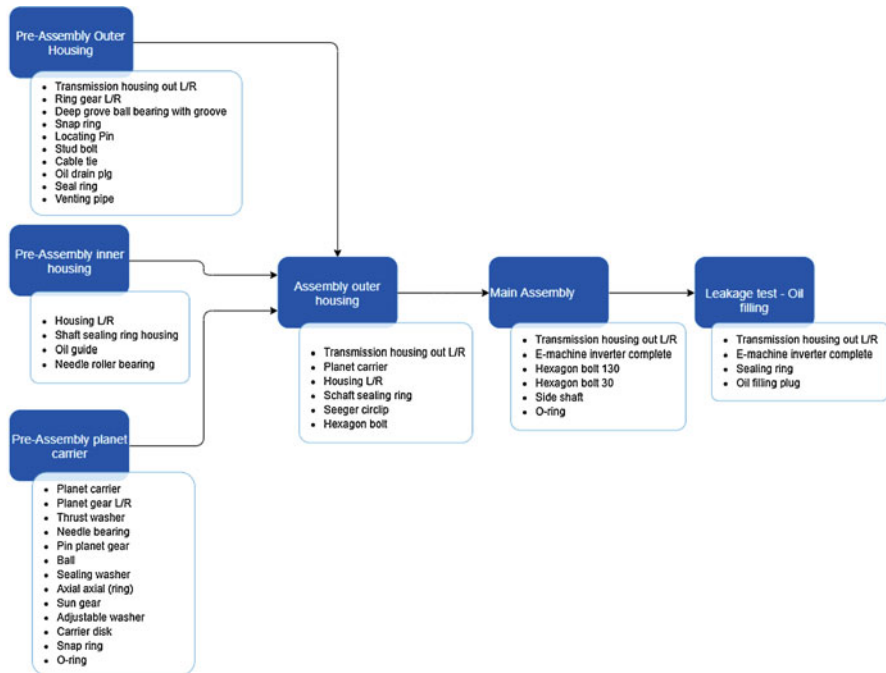 Pre-Assembly Outer
Housing
Transmission housing out L/R
Ring gear L/R
Deep grove ball bearing with groove
Snap ring
Locating Pin
Stud bolt
Cable tie
Oil drain plg
Seal ring
Venting pipe
Pre-Assembly inner
housing
Housing L/R
Shaft sealing ring housing
Oil guide
Needle roller bearing
Pre-Assembly planet
carrier
Planet carrier
Planet gear L/R
Thrust washer
Needle bearing
Pin planet gear
Ball
Sealing washer
Axial axial (ring)
Sun gear
Adjustable washer
Carrier disk
Snap ring
O-ring
Assembly outer
housing
Transmission housing out L/R
Planet carrier
Housing L/R
Schaft sealing ring
Seeger circlip
Hexagon bolt
Main Assembly
Transmission housing out L/R
E-machine inverter complete
Hexagon bolt 130
Hexagon bolt 30
Side shaft
O-ring
Leakage test - Oil
filling
Transmission housing out L/R
E-machine inverter complete
Sealing ring
Oil filling plug